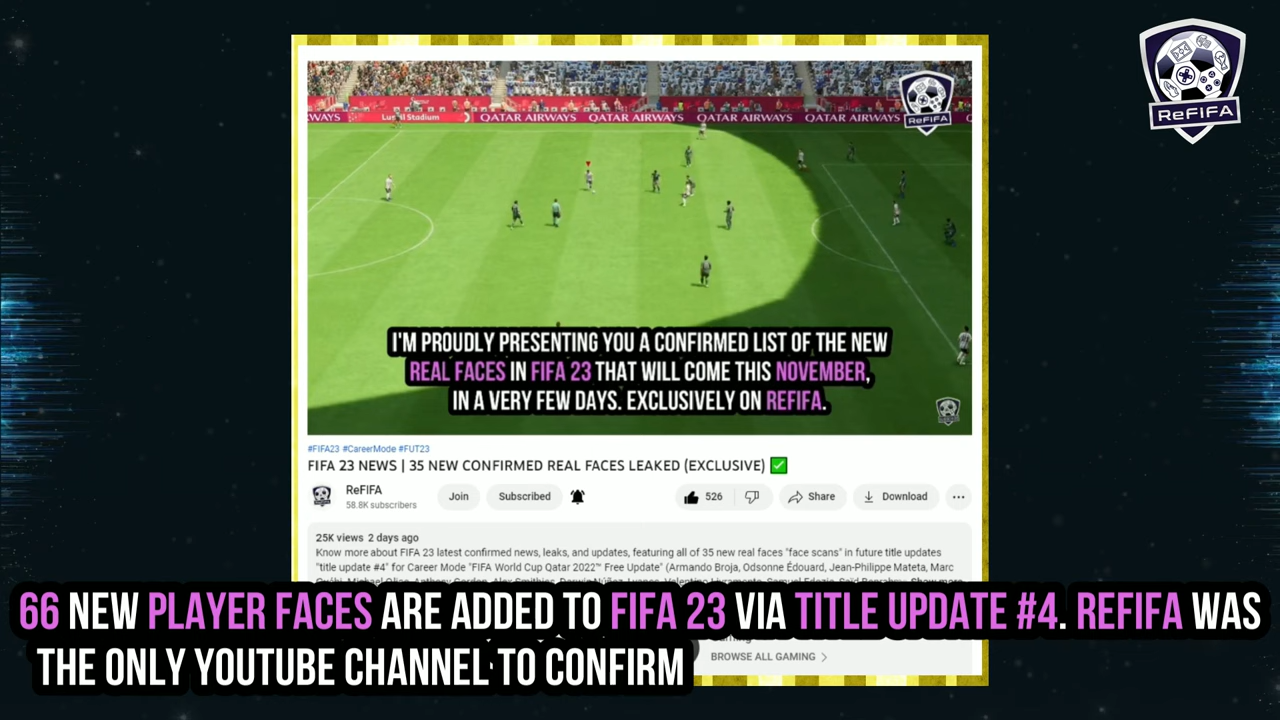 ReFIFA
WAYS Lusail Stadium QATAR AIRWAYS QATAR AIRWAYS QATAR AIRWAYS QATAR AIRWAYS
ReFIFA
I'M PROUDLY PRESENTING YOU A CONFIRMED LIST OF THE NEW
REAL FACES IN FIFA 23 THAT WILL COME THIS NOVEMBER,
IN A VERY FEW DAYS. EXCLUSIVELY ON REFIFA.
#FIFA23 #CareerMode #FUT23
FIFA 23 NEWS | 35 NEW CONFIRMED REAL FACES LEAKED (EXCLUSIVE) ✅
ReFIFA
58.8K subscribers
Join
Subscribed
526
Share
Download
25K views 2 days ago
Know more about FIFA 23 latest confirmed news, leaks, and updates, featuring all of 35 new real faces "face scans" in future title updates
"title update #4" for Career Mode "FIFA World Cup Qatar 2022™ Free Update" (Armando Broja, Odsonne Édouard, Jean-Philippe Mateta, Marc
66 NEW PLAYER FACES ARE ADDED TO FIFA 23 VIA TITLE UPDATE #4. REFIFA WAS
THE ONLY YOUTUBE CHANNEL TO CONFIRM
BROWSE ALL GAMING